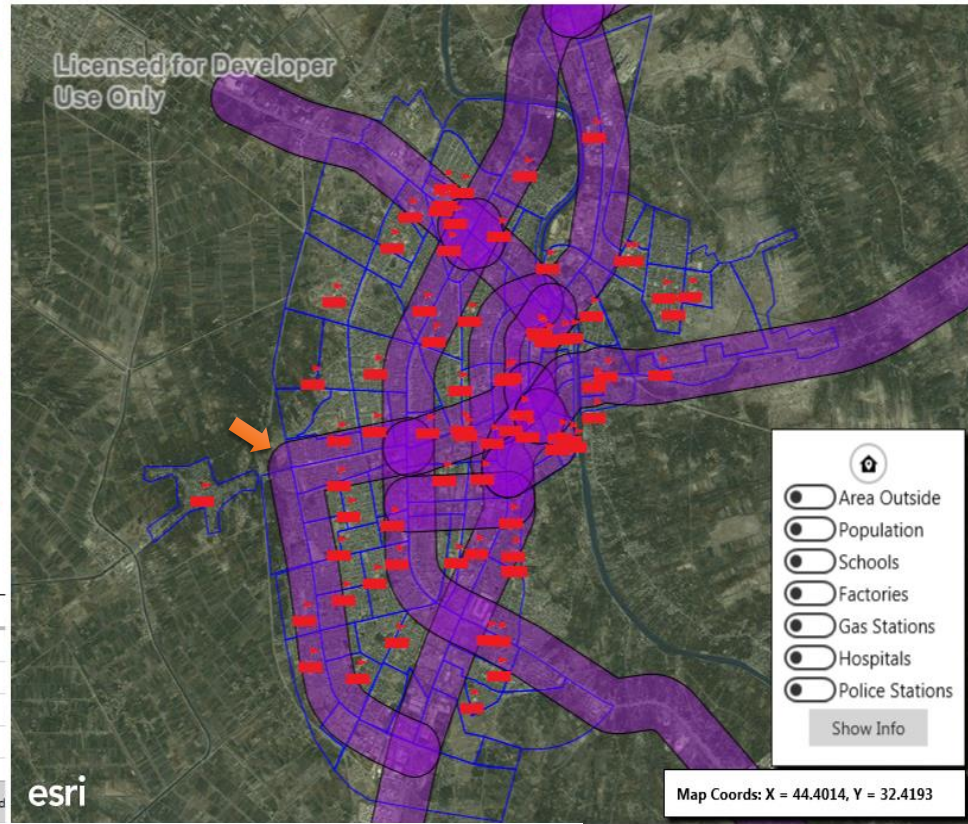 Licensed for Developer
Use Only
Area Outside
Population
Schools
Factories
Gas Stations
Hospitals
Police Stations
Show Info
Map Coords: X = 44.4014, Y = 32.4193
esri